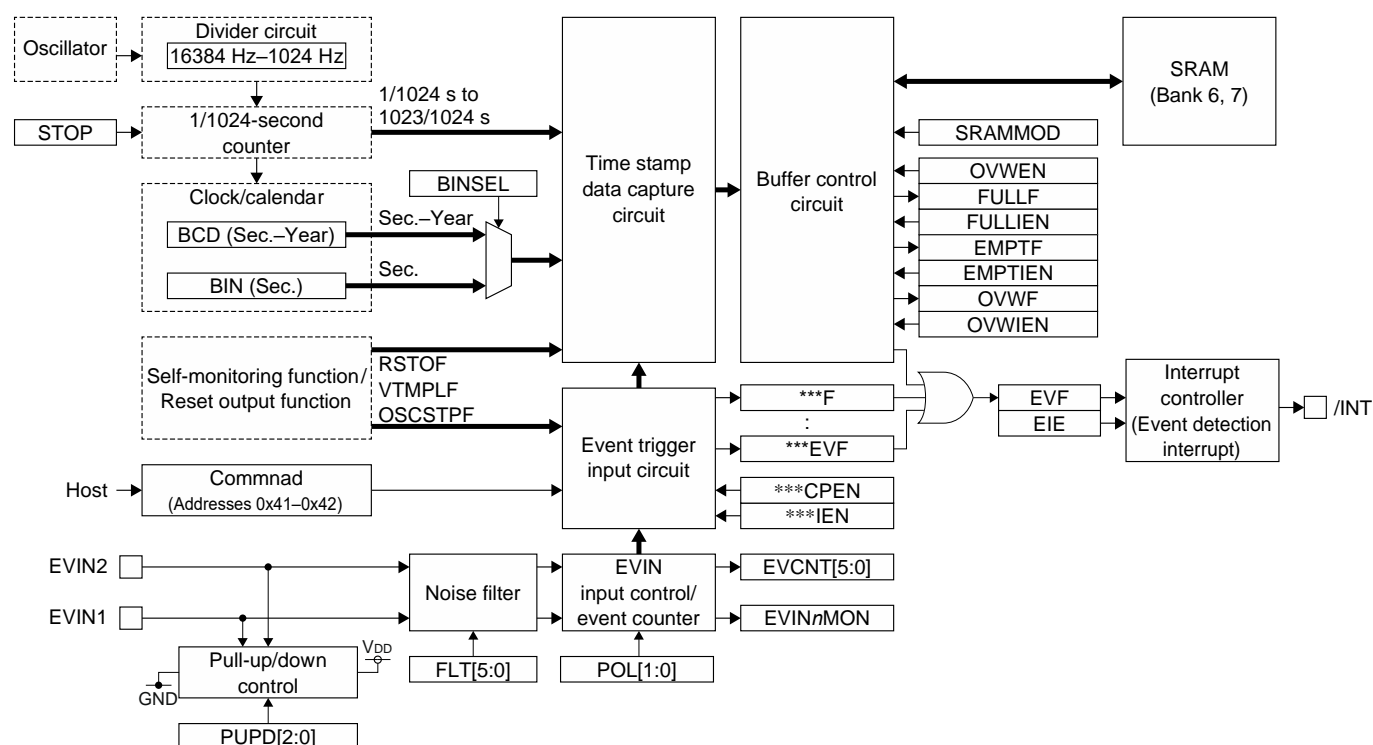 Oscillator
Divider circuit
16384 Hz–1024 Hz
STOP
1/1024-second
counter
1/1024 s to
1023/1024 s
Clock/calendar
BCD (Sec.–Year)
BIN (Sec.)
Sec.–Year
Sec.
BINSEL
Time stamp
data capture
circuit
Buffer control
circuit
SRAM
(Bank 6, 7)
SRAMMOD
OVWEN
FULLF
FULLIEN
EMPTF
EMPTIEN
OVWF
OVWIEN
Self-monitoring function/
Reset output function
RSTOF
VTMPLF
OSCSTPF
Event trigger
input circuit
***F
:
***EVF
***CPEN
***IEN
EVF
EIE
Interrupt
controller
(Event detection
interrupt)
/INT
Host
Commnad
(Addresses 0x41–0x42)
EVIN2
EVIN1
Noise filter
EVIN
input control/
event counter
EVCNT[5:0]
EVINnMON
Pull-up/down
control
VDD
GND
FLT[5:0]
POL[1:0]
PUPD[2:0]